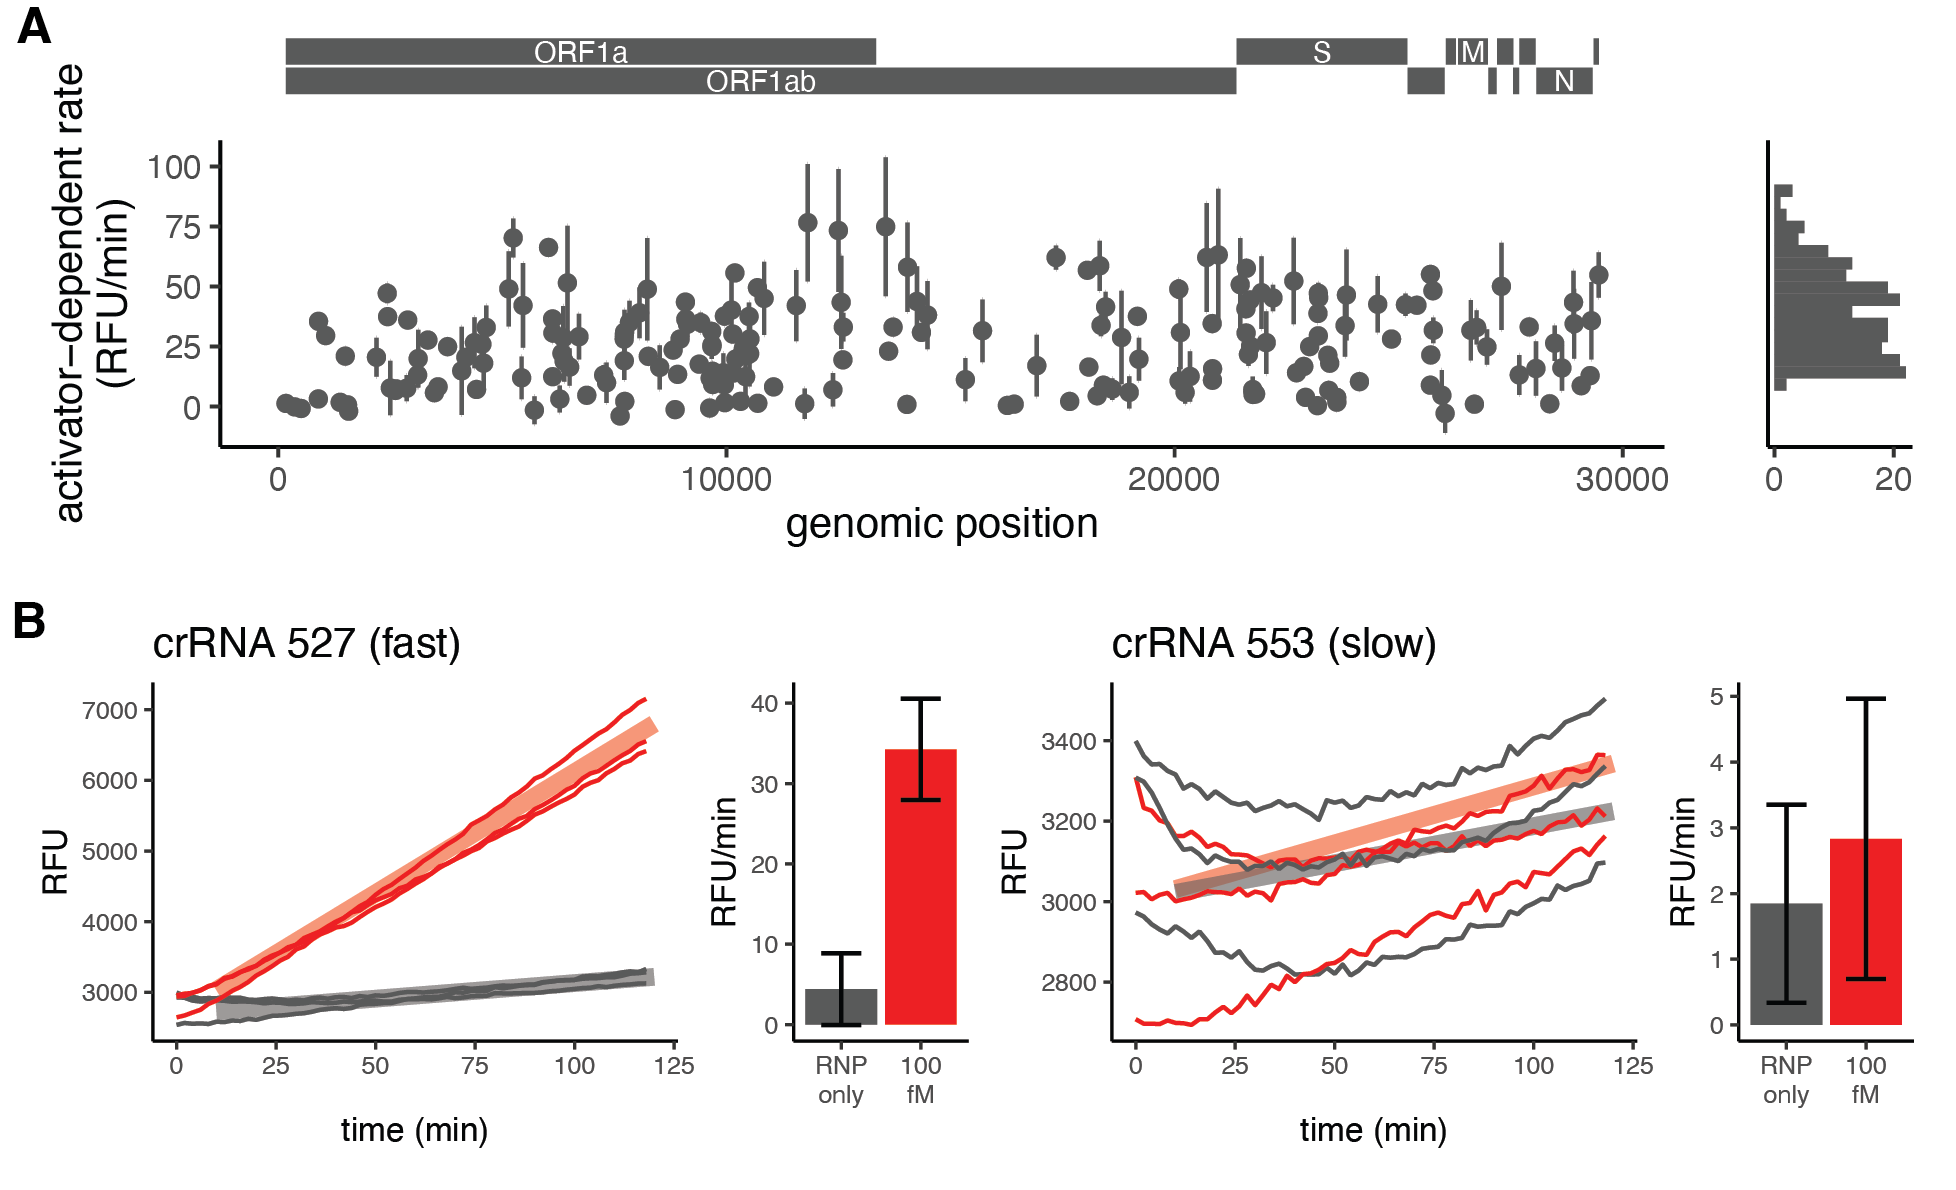 A
ORF1a
S
M
ORF1ab
N
activator–dependent rate
(RFU/min)
100
75
50
25
0
0
10000
20000
30000
genomic position
0
20
B
crRNA 527 (fast)
RFU
7000
6000
5000
4000
3000
0
25
50
75
100
125
time (min)
RFU/min
40
30
20
10
0
RNP
only
100
fM
crRNA 553 (slow)
RFU
3400
3200
3000
2800
0
25
50
75
100
125
time (min)
RFU/min
5
4
3
2
1
0
RNP
only
100
fM